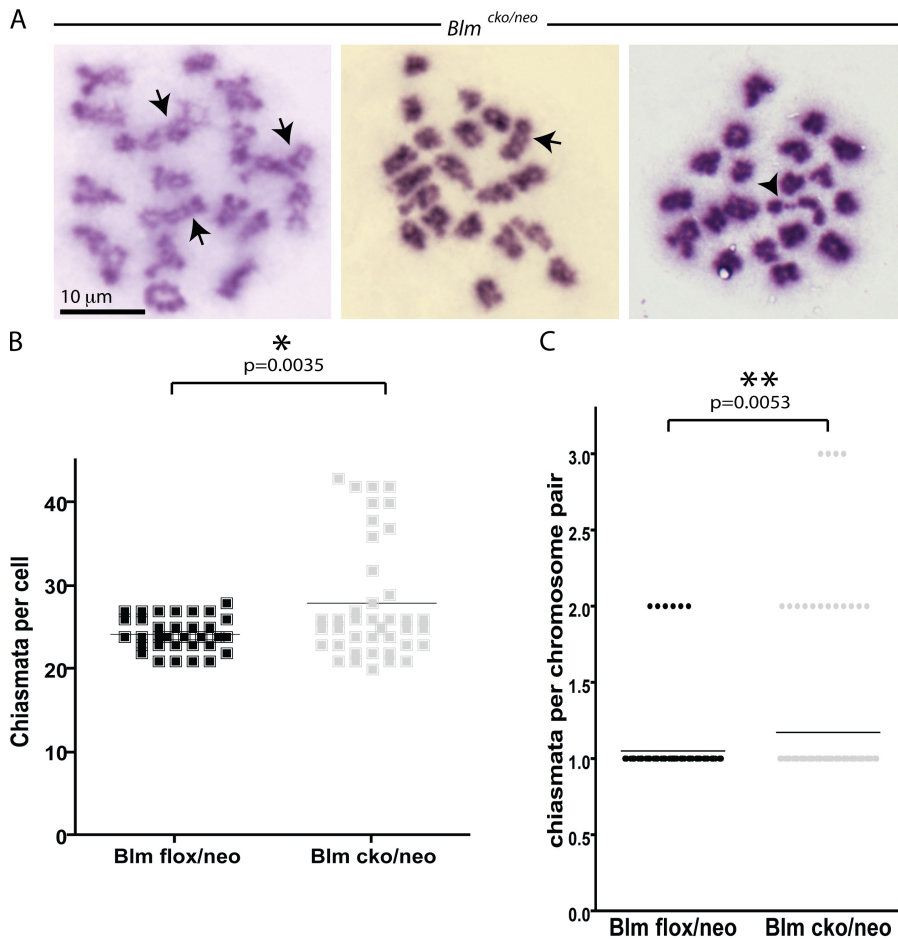 A
Blm cko/neo
10 µm
B
*
p=0.0035
Chiasmata per cell
40
30
20
10
0
Blm flox/neo
Blm cko/neo
C
**
p=0.0053
chiasmata per chromosome pair
3.0
2.5
2.0
1.5
1.0
0.5
0.0
Blm flox/neo
Blm cko/neo